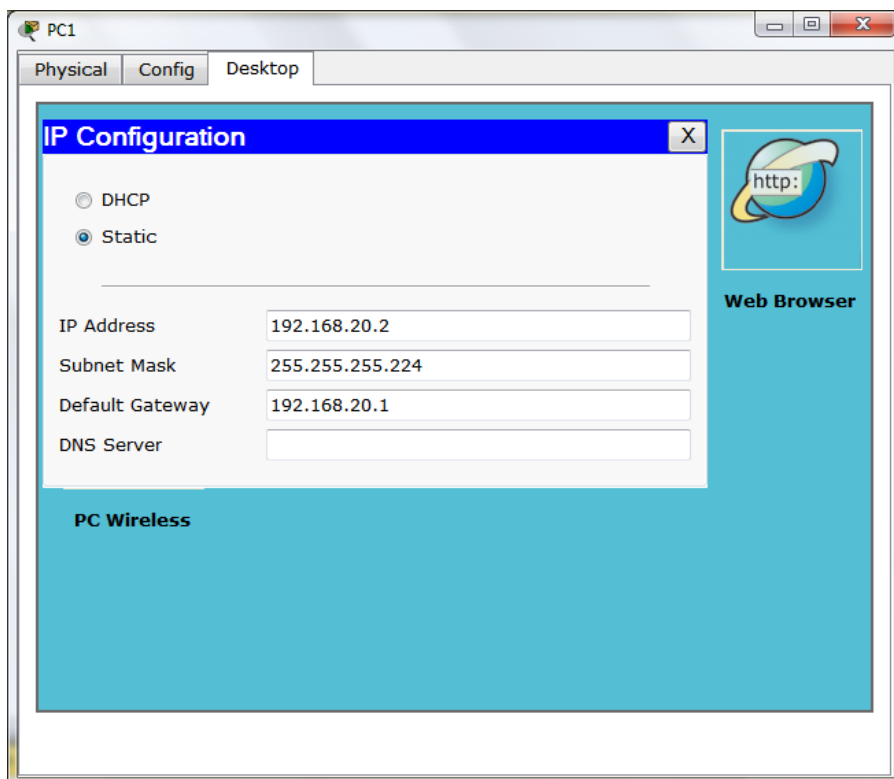 PC1
Physical Config Desktop
IP Configuration X
http:
DHCP
Static
Web Browser
IP Address 192.168.20.2
Subnet Mask 255.255.255.224
Default Gateway 192.168.20.1
DNS Server
PC Wireless